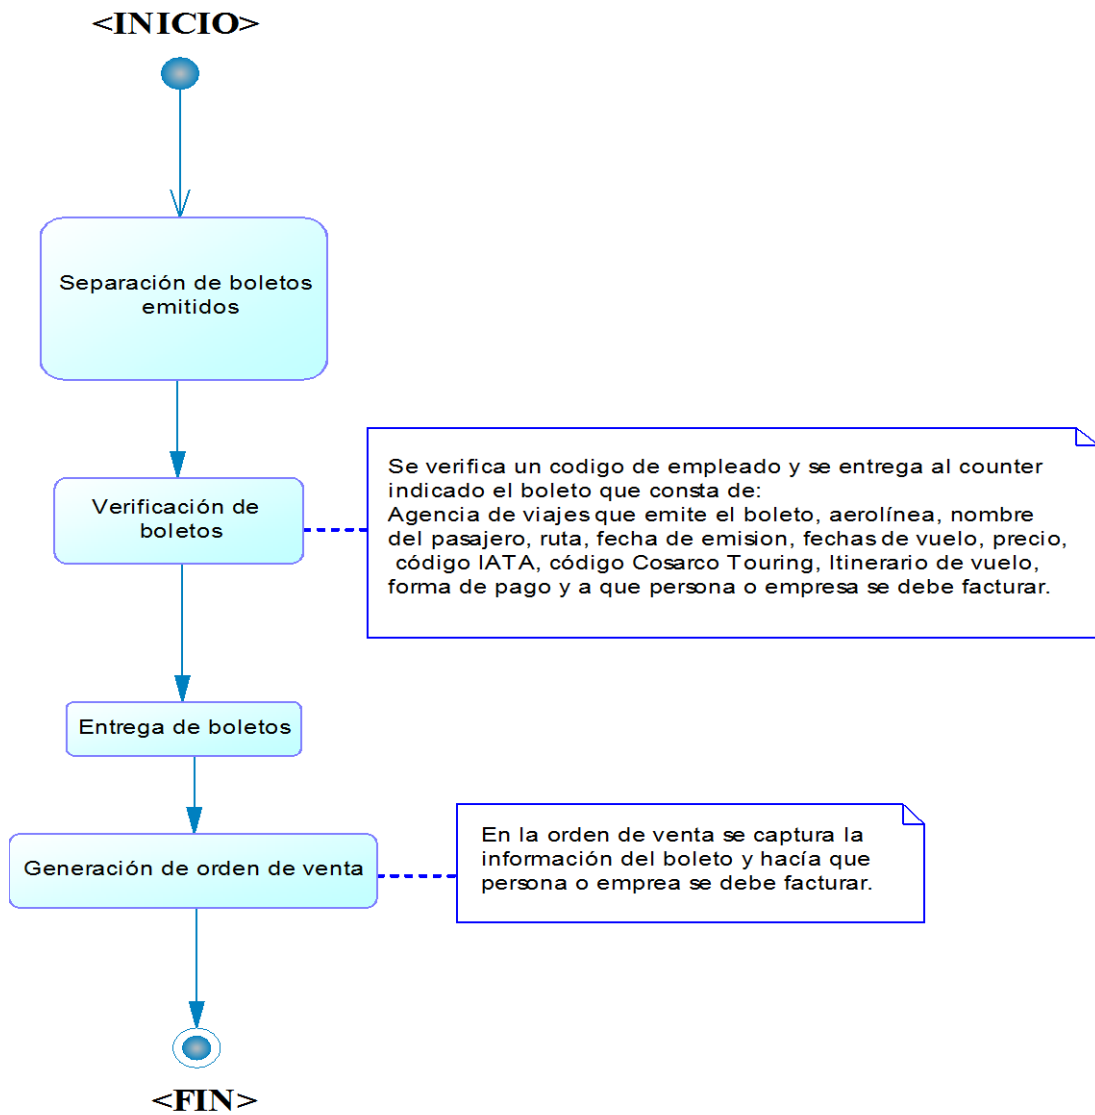 <INICIO>
Separación de boletos
emitidos
Verificación de
boletos
Se verifica un codigo de empleado y se entrega al counter
indicado el boleto que consta de:
Agencia de viajes que emite el boleto, aerolínea, nombre
del pasajero, ruta, fecha de emision, fechas de vuelo, precio,
código IATA, código Cosarco Touring, Itinerario de vuelo,
forma de pago y a que persona o empresa se debe facturar.
Entrega de boletos
Generación de orden de venta
En la orden de venta se captura la
información del boleto y hacía que
persona o emprea se debe facturar.
<FIN>